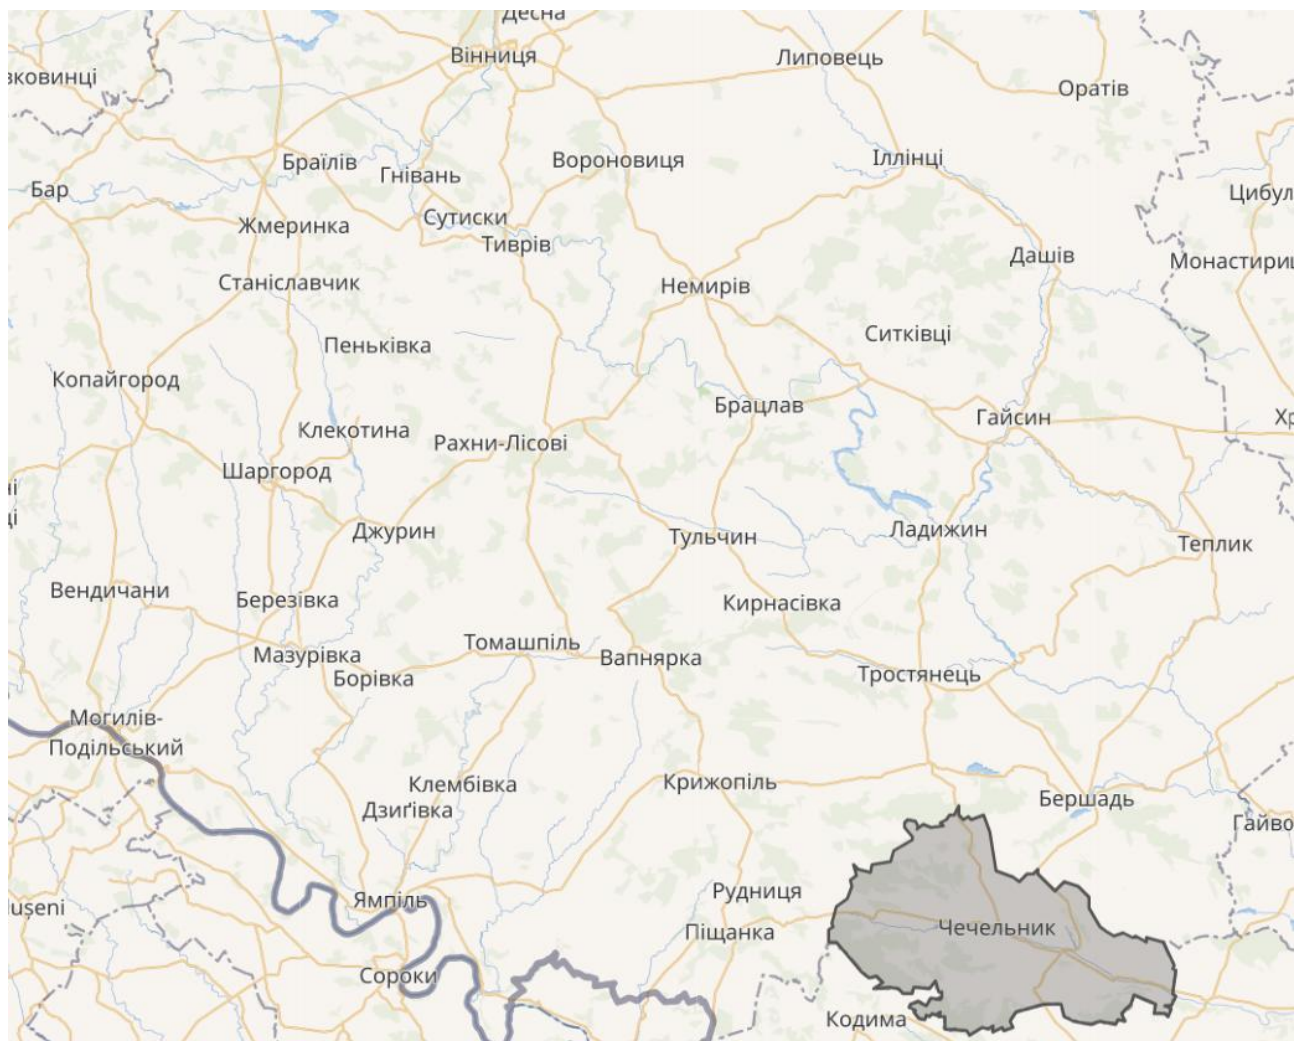 Десна
Вінниця
Липовець
Оратів
Браїлів
Гнівань
Вороновиця
Іллінці
Бар
Сутиски
Жмеринка
Тиврів
Дашів
Станіславчик
Немирів
Пеньківка
Ситківці
Копайгород
Брацлав
Гайсин
Клекотина
Рахни-Лісові
Шаргород
Джурин
Тульчин
Ладижин
Теплик
Вендичани
Березівка
Кирнасівка
Томашпіль
Мазурівка
Вапнярка
Борівка
Тростянець
Могилів-
Подільський
Клембівка
Крижопіль
Бершадь
Дзиґівка
Рудниця
Ямпіль
Піщанка
Чечельник
Сороки
Кодима